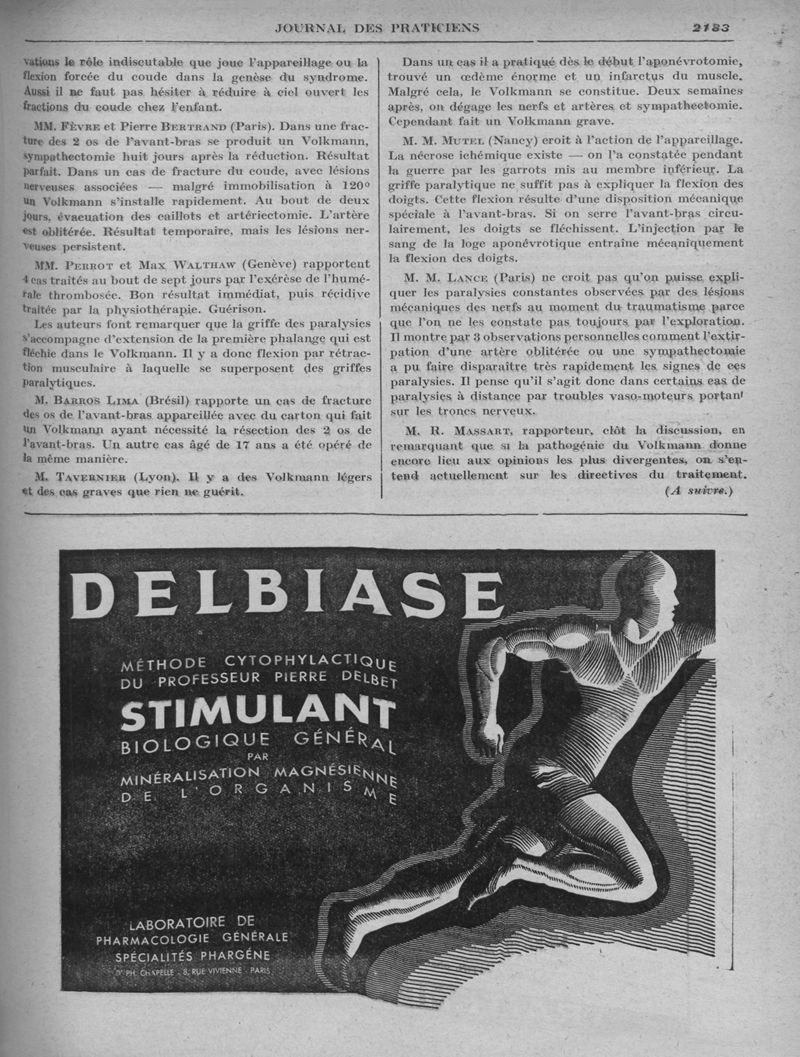 JOURNAL DES PRATICIENS 2183
vations le rôle indiscutable que joue l'appareillage ou la
flexion forcée du coude dans la genèse du syndrome.
Aussi il ne faut pas hésiter à réduire à ciel ouvert les
fractions du coude chez l'enfant.
MM. FÈVRE et Pierre BERTRAND (Paris). Dans une frac-
ture des 2 os de l'avant-bras se produit un Volkmann,
sympathectomie huit jours après la réduction. Résultat
parfait. Dans un cas de fracture du coude, avec lésions
nerveuses associées — malgré immobilisation à 120°
un Volkmann s'installe rapidement. Au bout de deux
jours, évacuation des caillots et artériectomie. L'artère
est oblitérée. Résultat temporaire, mais les lésions ner-
veuses persistent.
MM. PERROT et Max WALTHAW (Genève) rapportent
4 cas traités au bout de sept jours par l'exérèse de l'humé-
rale thrombosée. Bon résultat immédiat, puis récidive
traitée par la physiothérapie. Guérison.
Les auteurs font remarquer que la griffe des paralysies
s'accompagne d'extension de la première phalange qui est
fléchie dans le Volkmann. Il y a donc flexion par rétrac-
tion musculaire à laquelle se superposent des griffes
paralytiques.
M. BARROS LIMA (Brésil) rapporte un cas de fracture
des os de l'avant-bras appareillée avec du carton qui fait
un Volkmann ayant nécessité la résection des 2 os de
l'avant-bras. Un autre cas âgé de 17 ans a été opéré de
la même manière.
M. TAVERNIER (Lyon). Il y a des Volkmann légers
et des cas graves que rien ne guérit.
Dans un cas il a pratiqué dès le début l'aponévrotomie,
trouvé un œdème énorme et un infarctus du muscle.
Malgré cela, le Volkmann se constitue. Deux semaines
après, on dégage les nerfs et artères et sympathectomie.
Cependant fait un Volkmann grave.
M. M. MUTEL (Nancy) croit à l'action de l'appareillage.
La nécrose ischémique existe — on l'a constatée pendant
la guerre par les garrots mis au membre inférieur. La
griffe paralytique ne suffit pas à expliquer la flexion des
doigts. Cette flexion résulte d'une disposition mécanique
spéciale à l'avant-bras. Si on serre l'avant-bras circu-
lairement, les doigts se fléchissent. L'injection par le
sang de la loge aponévrotique entraîne mécaniquement
la flexion des doigts.
M. M. LANCE (Paris) ne croit pas qu'on puisse expli-
quer les paralysies constantes observées par des lésions
mécaniques des nerfs au moment du traumatisme parce
que l'on ne les constate pas toujours par l'exploration.
Il montre par 3 observations personnelles comment l'extir-
pation d'une artère oblitérée ou une sympathectomie
a pu faire disparaître très rapidement les signes de ces
paralysies. Il pense qu'il s'agit donc dans certains cas de
paralysies à distance par troubles vaso-moteurs portant
sur les troncs nerveux.
M. R. MASSART, rapporteur, clôt la discussion, en
remarquant que si la pathogénie du Volkmann donne
encore lieu aux opinions les plus divergentes, on s'en-
tend actuellement sur les directives du traitement.
(A suivre.)
DELBIASE
MÉTHODE CYTOPHYLACTIQUE
DU PROFESSEUR PIERRE DELBET
STIMULANT
BIOLOGIQUE GÉNÉRAL
PAR
MINÉRALISATION MAGNÉSIENNE
DE L'ORGANISME
LABORATOIRE DE
PHARMACOLOGIE GÉNÉRALE
SPÉCIALITÉS PHARGÈNE
Dr PH. CHAPELLE . 8, RUE VIVIENNE - PARIS